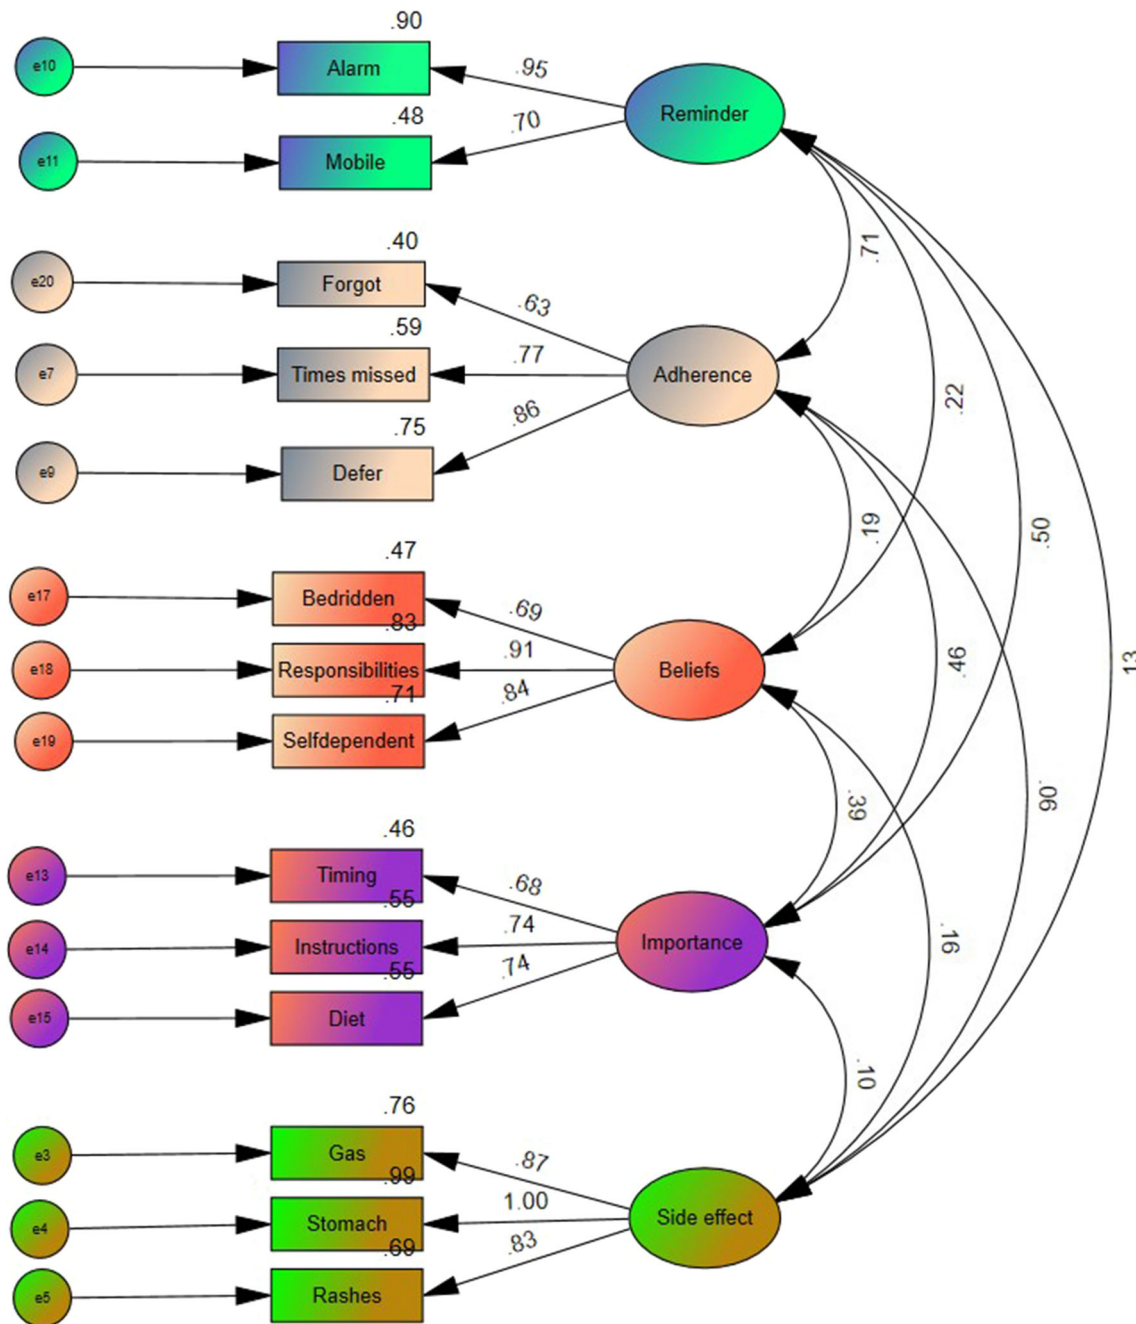 .90
e10
Alarm
.95
Reminder
.48
e11
Mobile
.70
.71
.40
e20
Forgot
.63
.59
e7
Times missed
.77
Adherence
.22
.75
e9
Defer
.86
.19
.50
.47
e17
Bedridden
.69
.83
e18
Responsibilities
.91
Beliefs
.46
.13
.71
e19
Selfdependent
.84
.39
.06
.46
e13
Timing
.68
.55
e14
Instructions
.74
Importance
.16
.55
e15
Diet
.74
.10
.76
e3
Gas
.87
.99
e4
Stomach
1.00
Side effect
.69
e5
Rashes
.83